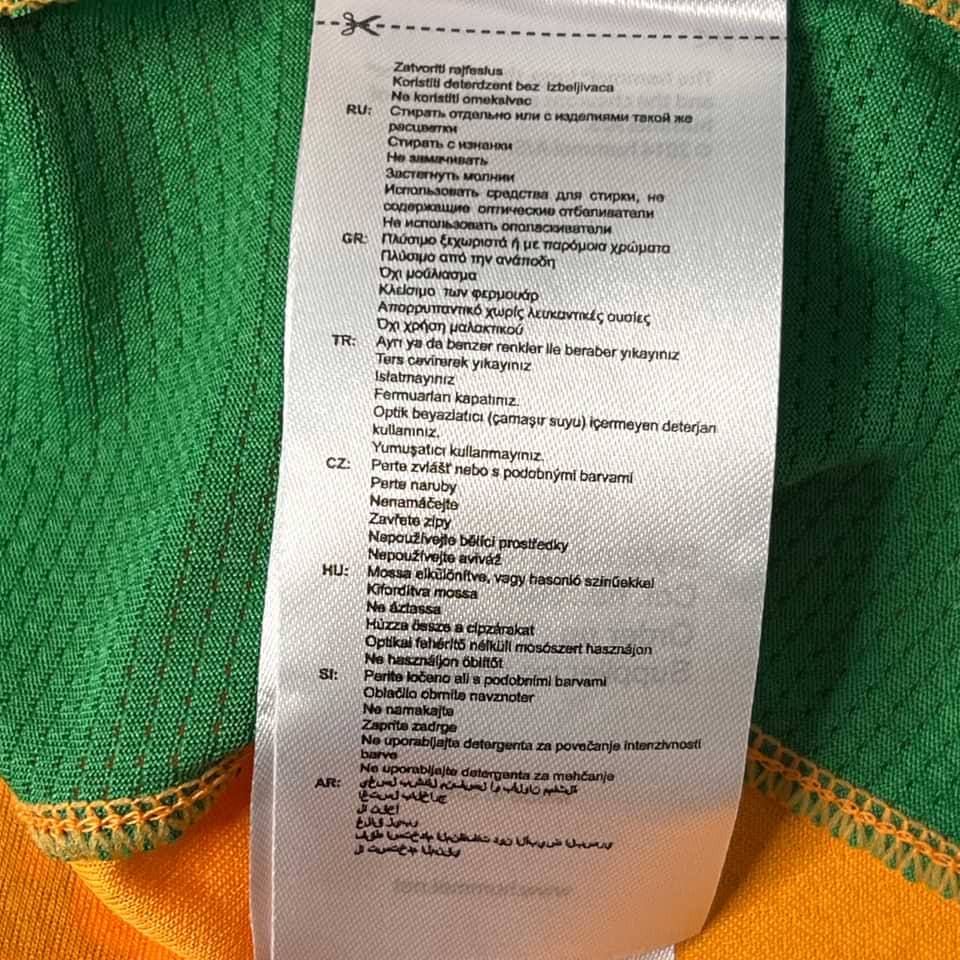 Zatvoriti rajfeslus
Koristiti deterdzent bez izbeljivaca
Ne koristiti omeksivac
RU: Стирать отдельно или с изделиями такой же
расцветки
Стирать с изнанки
Не замачивать
Застегнуть молнии
Использовать средства для стирки, не
содержащие оптические отбеливатели
Не использовать ополаскиватели
GR: Πλύσιμο ξεχωριστά ή με παρόμοια χρώματα
Πλύσιμο από την ανάποδη
Όχι μούλιασμα
Κλείσιμο των φερμουάρ
Απορρυπαντικό χωρίς λευκαντικές ουσίες
Όχι χρήση μαλακτικού
TR: Ayrı ya da benzer renkler ile beraber yıkayınız
Ters cevirerek yıkayınız
Islatmayınız
Fermuarları kapatınız.
Optik beyazlatıcı (çamaşır suyu) içermeyen deterjan
kullanınız.
Yumuşatıcı kullanmayınız.
CZ: Perte zvlášť nebo s podobnými barvami
Perte naruby
Nenamáčejte
Zavřete zipy
Nepoužívejte bělící prostředky
Nepoužívejte aviváž
HU: Mossa elkülönítve, vagy hasonló színűekkel
Kifordítva mossa
Ne áztassa
Húzza össze a cipzárakat
Optikai fehérítő nélküli mosószert használjon
Ne használjon öblítőt
SI: Perite ločeno ali s podobnimi barvami
Oblačilo obrnite navznoter
Ne namakajte
Zaprite zadrge
Ne uporabljajte detergenta za povečanje intenzivnosti
barve
Ne uporabljajte detergenta za mehčanje
AR: